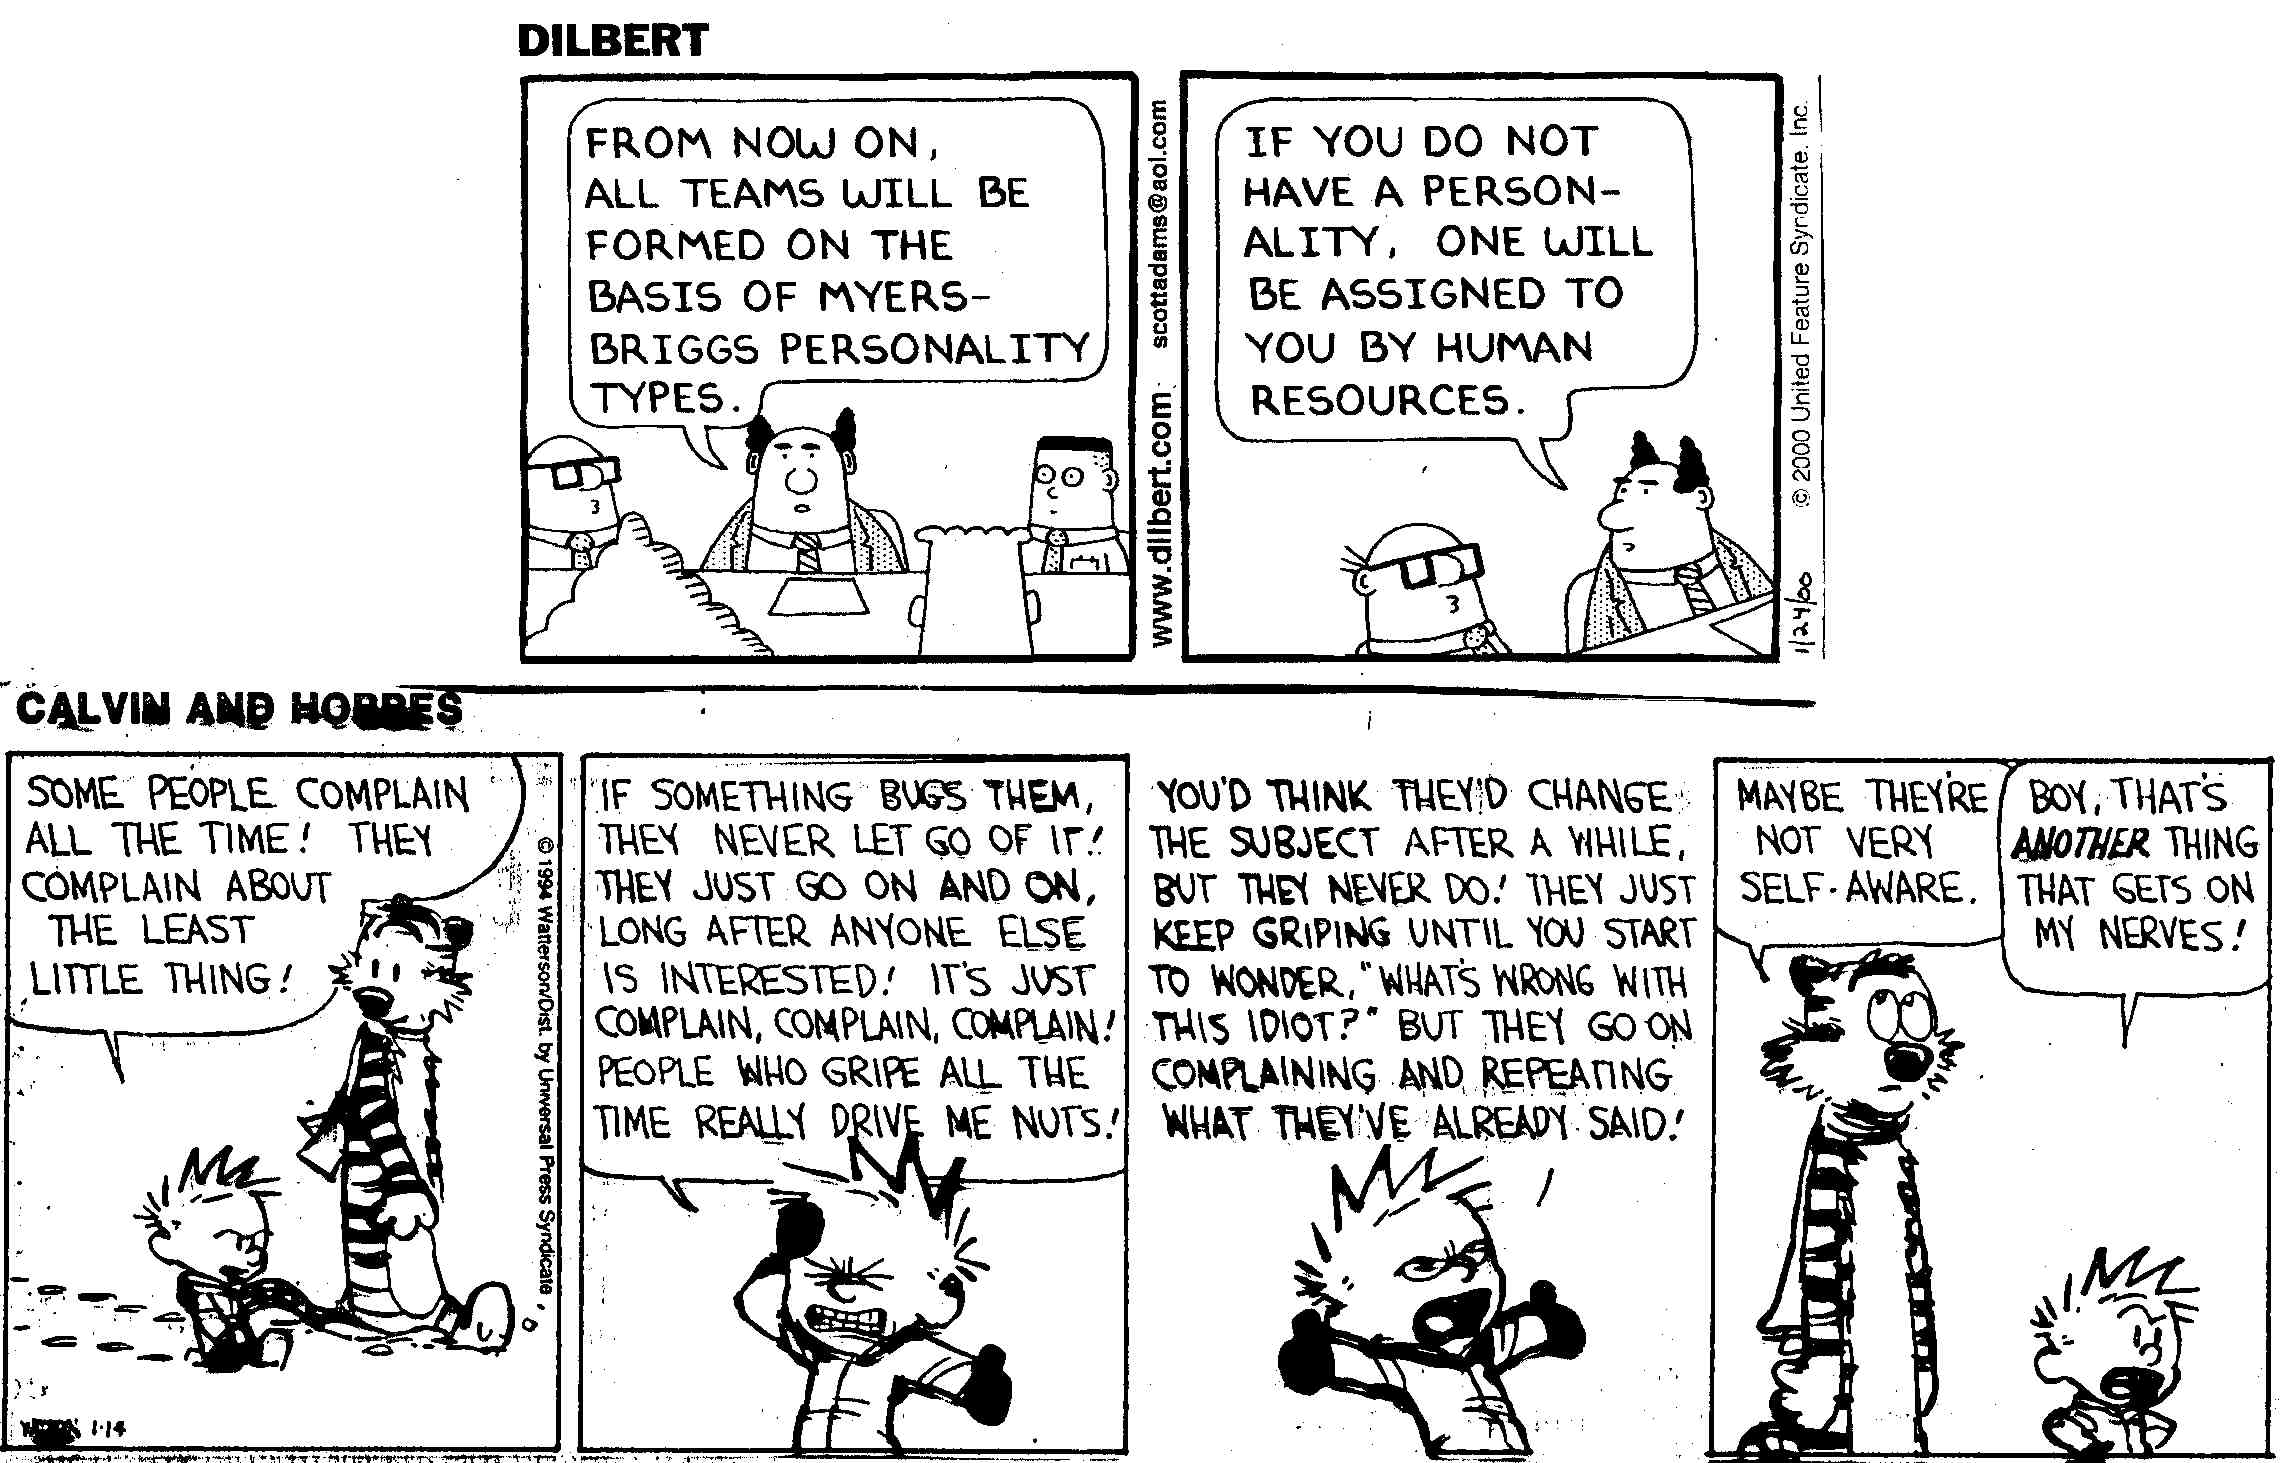 DILBERT
FROM NOW ON,
ALL TEAMS WILL BE
FORMED ON THE
BASIS OF MYERS-
BRIGGS PERSONALITY
TYPES.
www.dilbert.com scottadams@aol.com
IF YOU DO NOT
HAVE A PERSON-
ALITY, ONE WILL
BE ASSIGNED TO
YOU BY HUMAN
RESOURCES.
1/24/00 © 2000 United Feature Syndicate, Inc.
CALVIN AND HOBBES
SOME PEOPLE COMPLAIN
ALL THE TIME! THEY
COMPLAIN ABOUT
THE LEAST
LITTLE THING!
© 1994 Watterson/Dist. by Universal Press Syndicate
1-14
IF SOMETHING BUGS THEM,
THEY NEVER LET GO OF IT!
THEY JUST GO ON AND ON,
LONG AFTER ANYONE ELSE
IS INTERESTED! IT'S JUST
COMPLAIN, COMPLAIN, COMPLAIN!
PEOPLE WHO GRIPE ALL THE
TIME REALLY DRIVE ME NUTS!
YOU'D THINK THEY'D CHANGE
THE SUBJECT AFTER A WHILE,
BUT THEY NEVER DO! THEY JUST
KEEP GRIPING UNTIL YOU START
TO WONDER, "WHAT'S WRONG WITH
THIS IDIOT?" BUT THEY GO ON
COMPLAINING AND REPEATING
WHAT THEY'VE ALREADY SAID!
MAYBE THEY'RE
NOT VERY
SELF-AWARE.
BOY, THAT'S
ANOTHER THING
THAT GETS ON
MY NERVES!